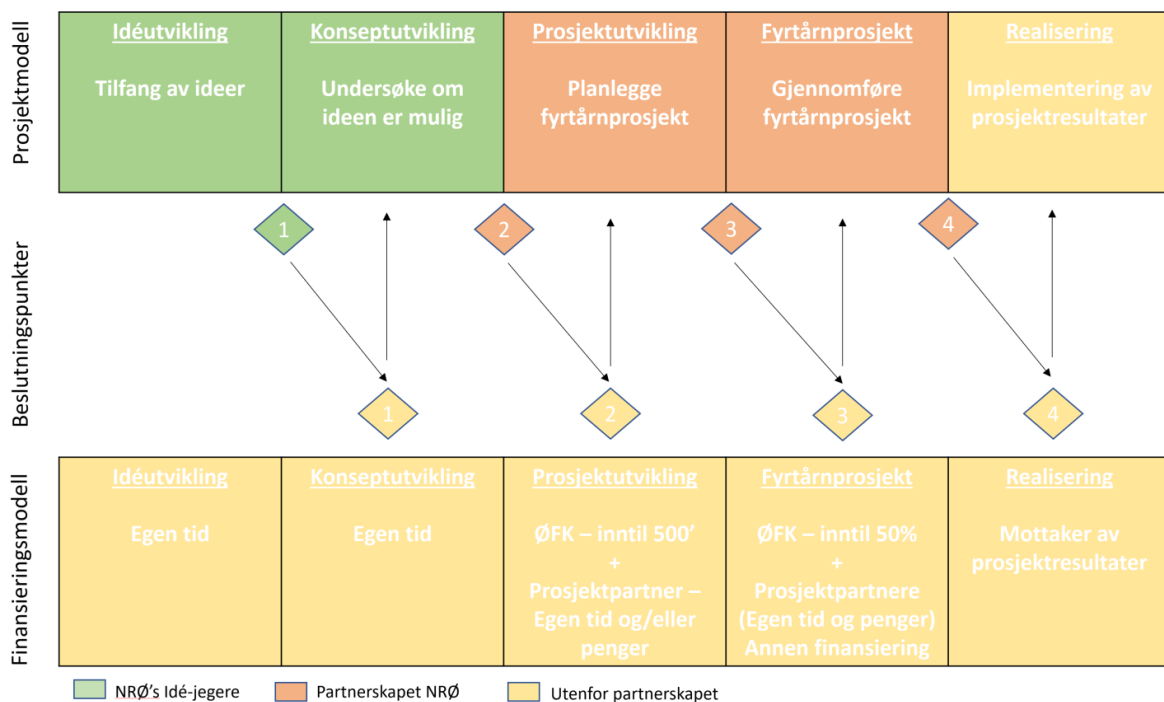 Prosjektmodell
Idéutvikling
Tilfang av ideer
Konseptutvikling
Undersøke om
ideen er mulig
Prosjektutvikling
Planlegge
fyrtårnprosjekt
Fyrtårnprosjekt
Gjennomføre
fyrtårnprosjekt
Realisering
Implementering av
prosjektresultater
Beslutningspunkter
1
2
3
4
1
2
3
4
Finansieringsmodell
Idéutvikling
Egen tid
Konseptutvikling
Egen tid
Prosjektutvikling
ØFK – inntil 500’
+
Prosjektpartner –
Egen tid og/eller
penger
Fyrtårnprosjekt
ØFK – inntil 50%
+
Prosjektpartnere
(Egen tid og penger)
Annen finansiering
Realisering
Mottaker av
prosjektresultater
NRØ’s Idé-jegere
Partnerskapet NRØ
Utenfor partnerskapet